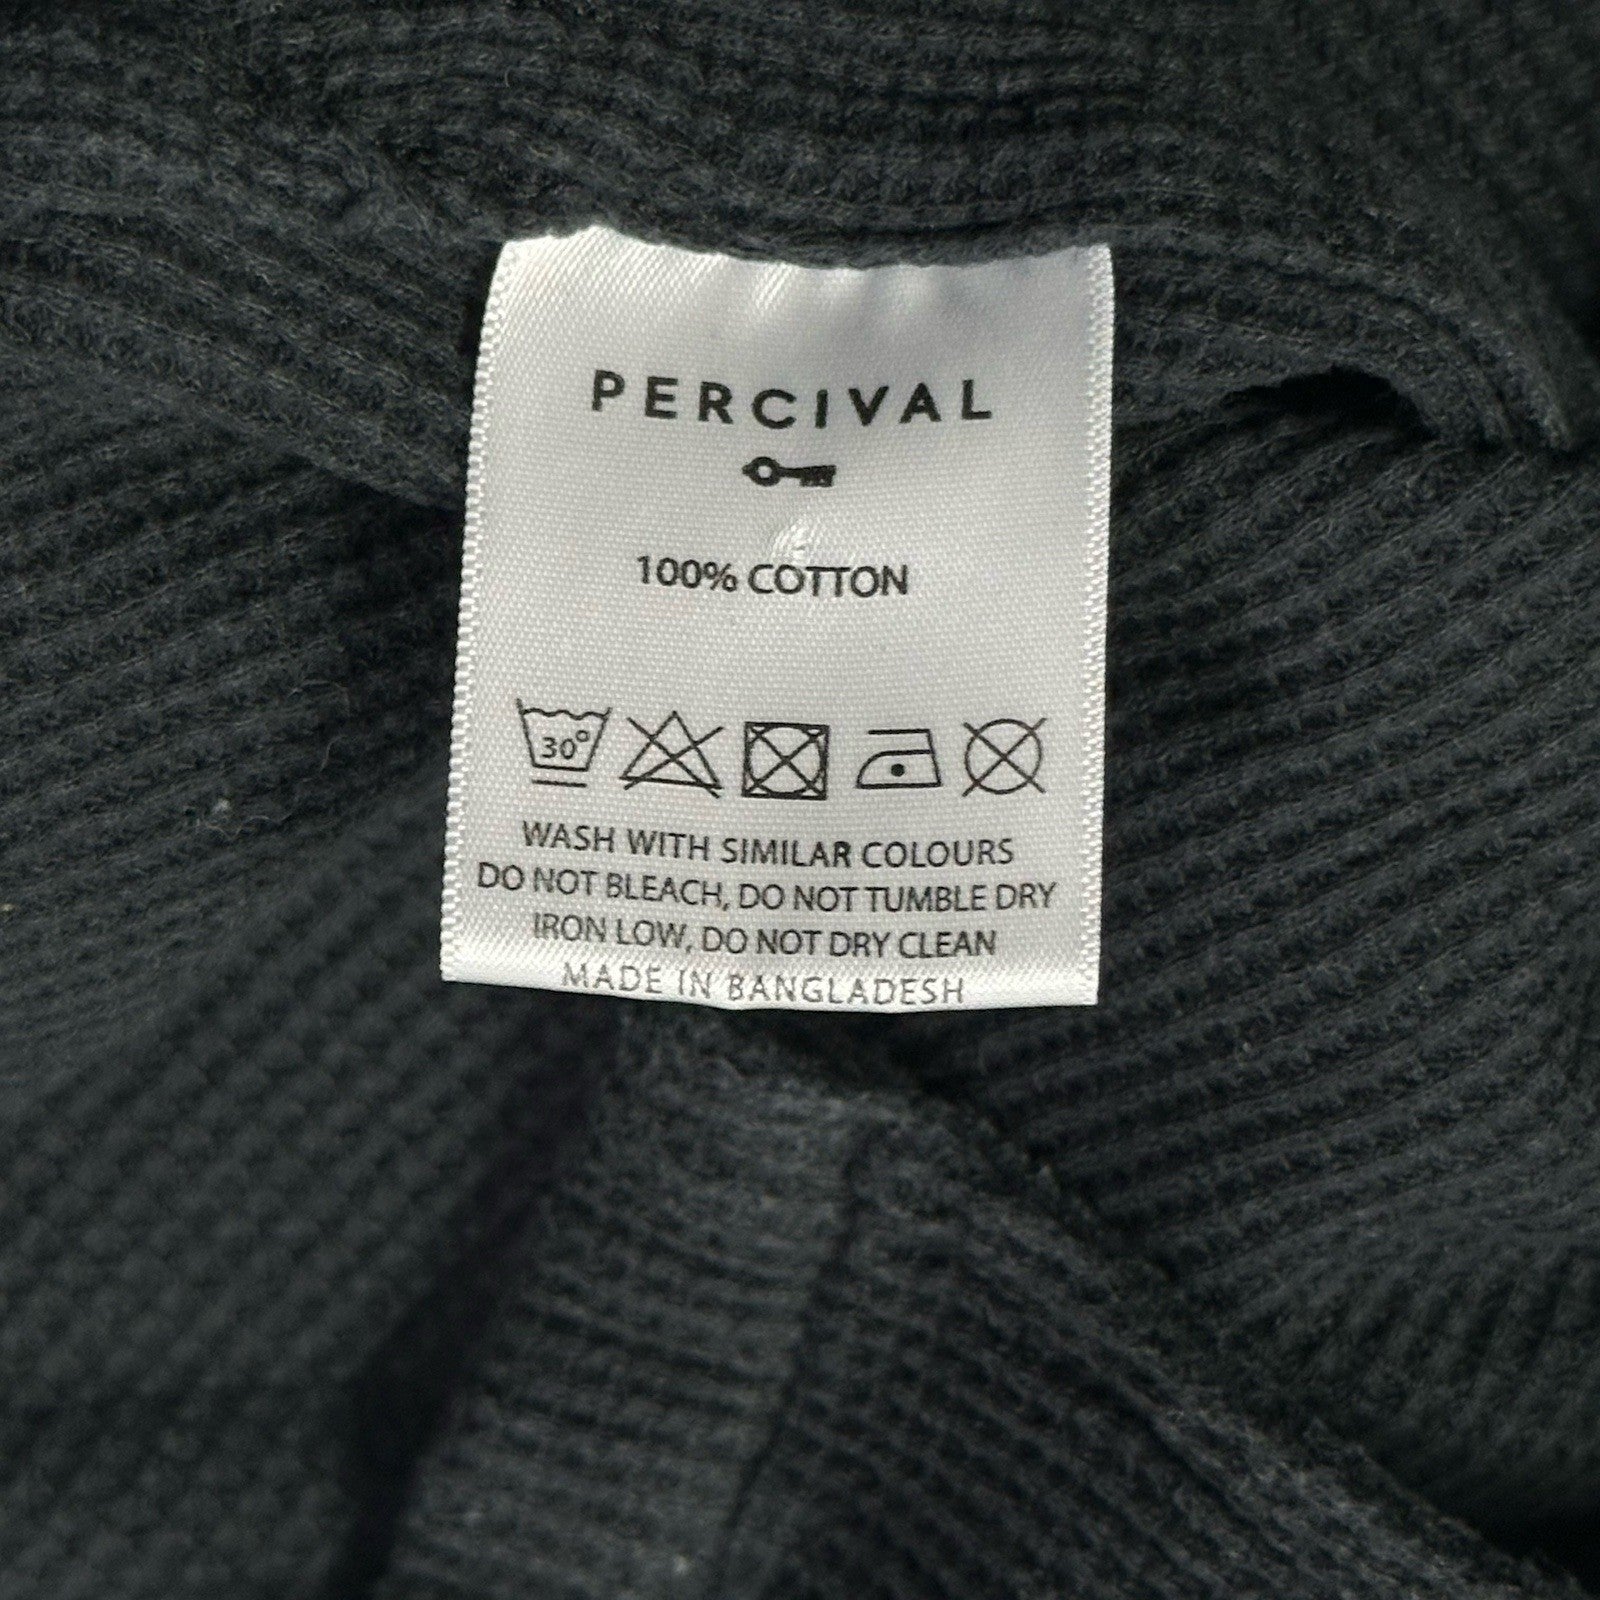 PERCIVAL
100% COTTON
30°
WASH WITH SIMILAR COLOURS
DO NOT BLEACH, DO NOT TUMBLE DRY
IRON LOW, DO NOT DRY CLEAN
MADE IN BANGLADESH